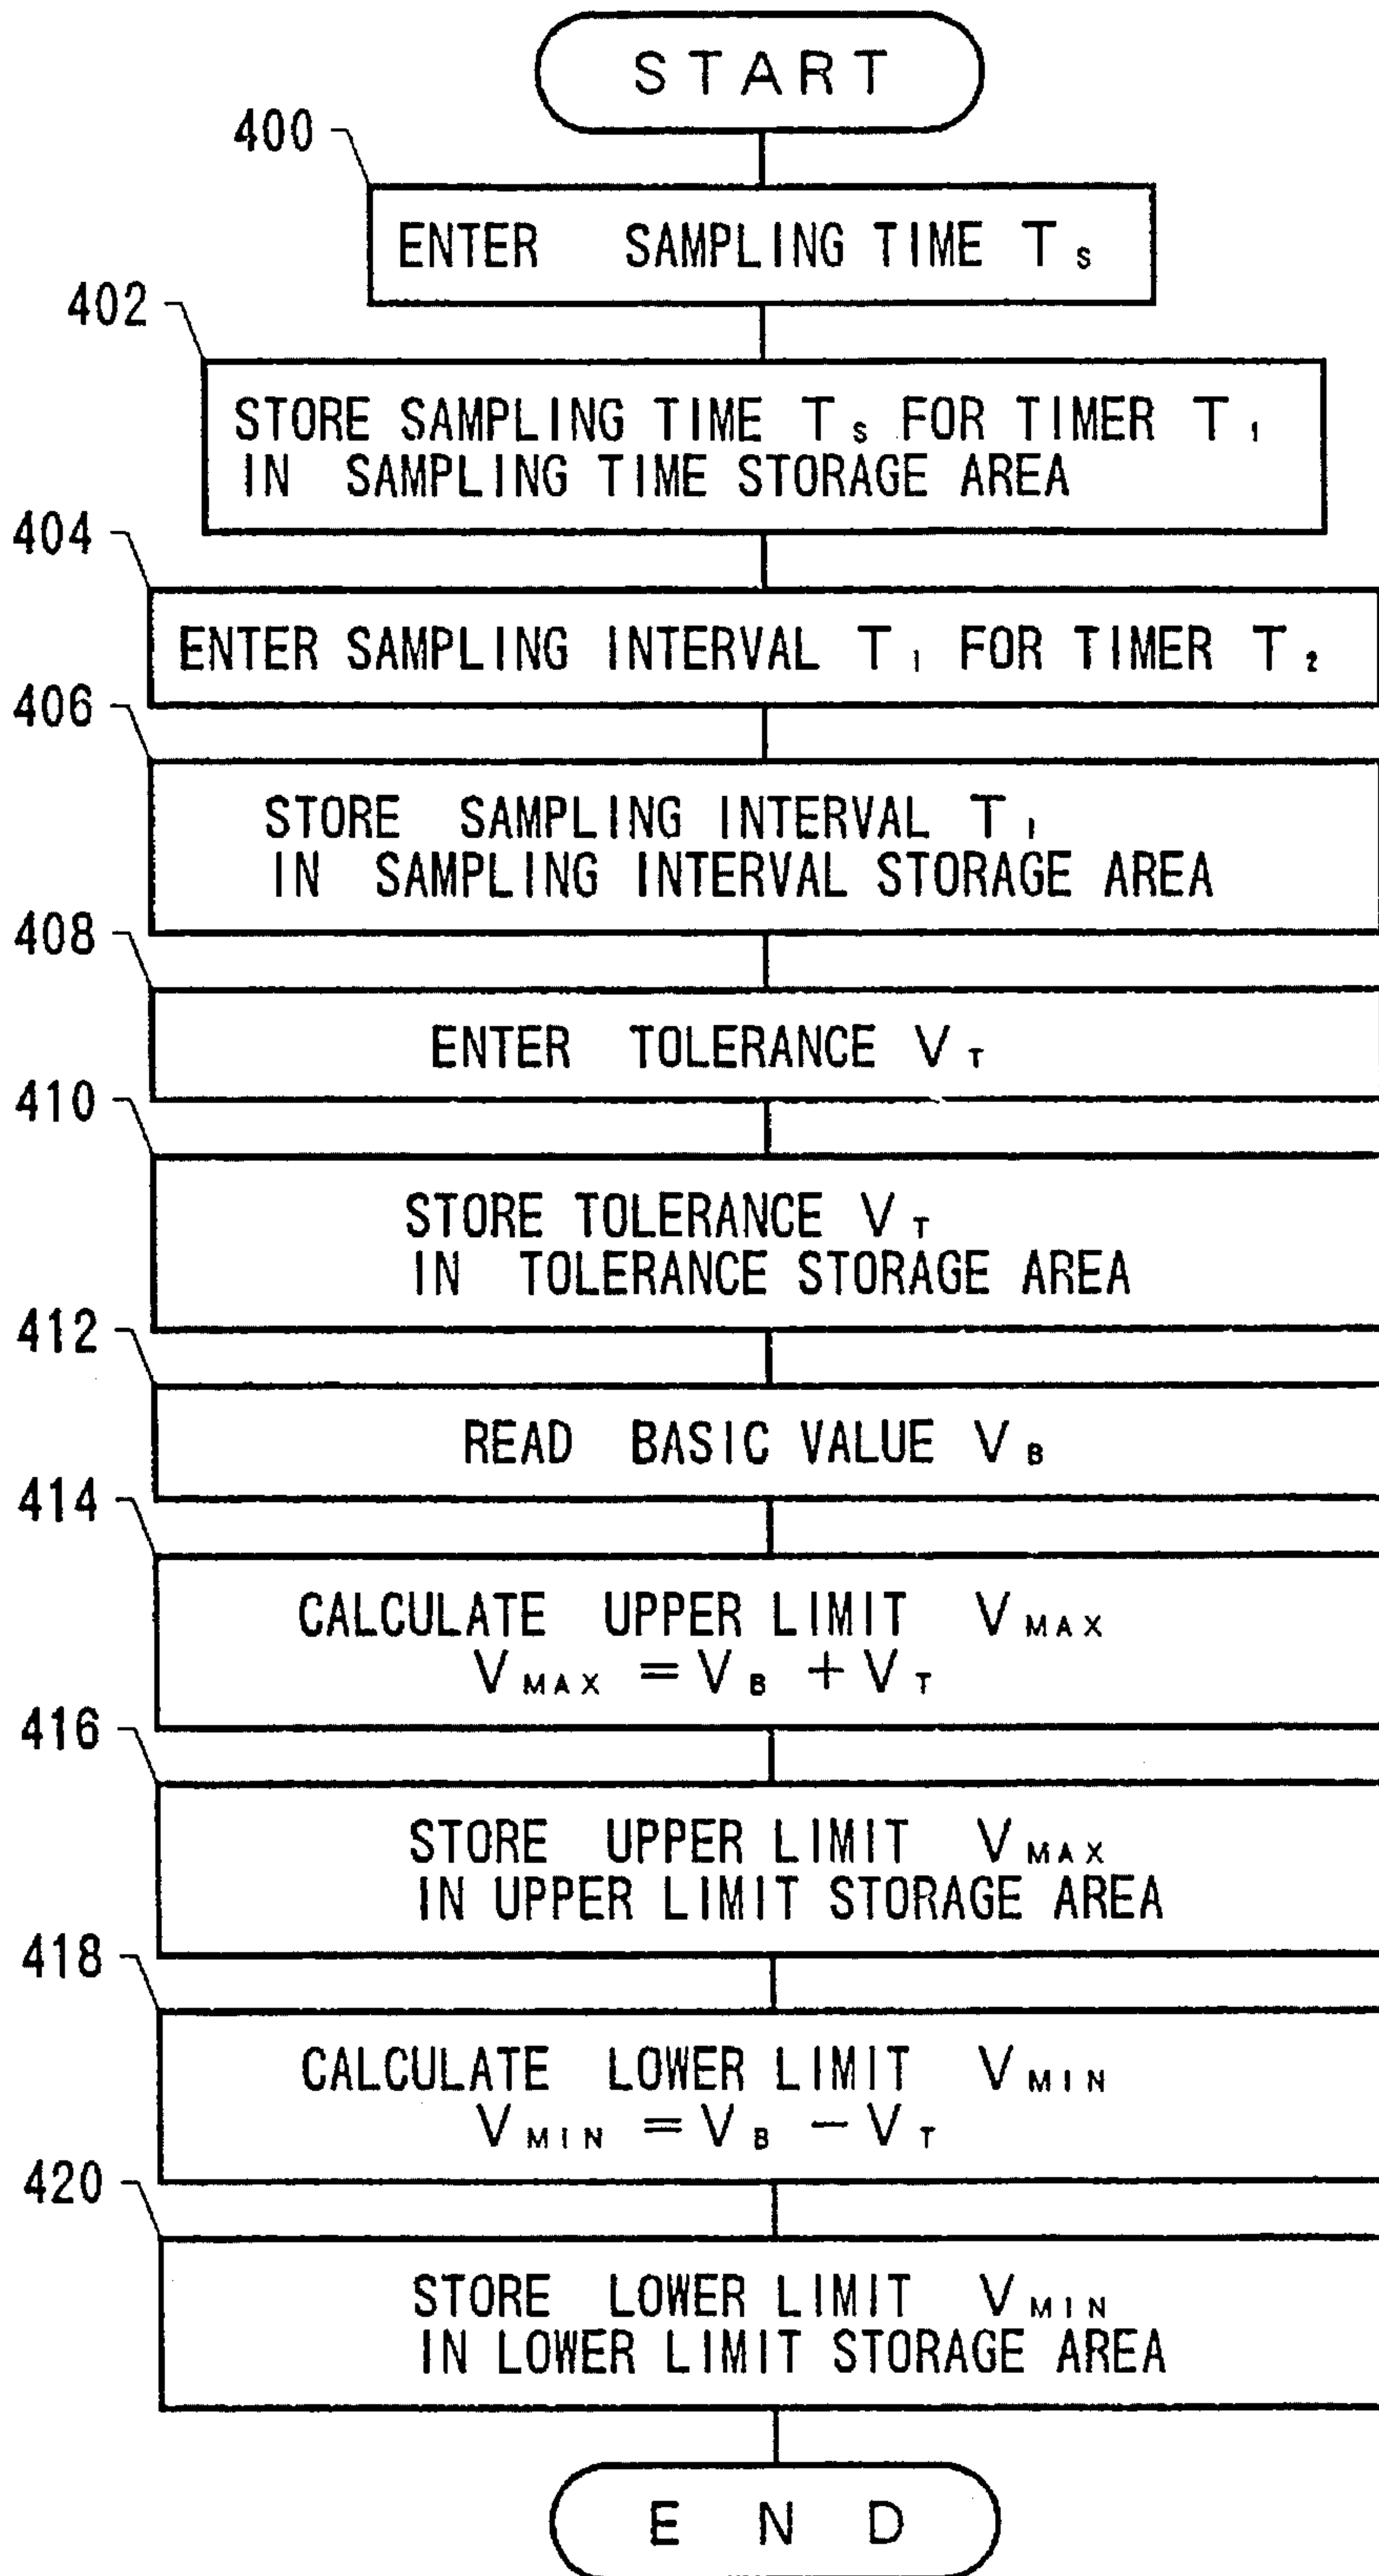 START
400
ENTER SAMPLING TIME Ts
402
STORE SAMPLING TIME Ts FOR TIMER T1
IN SAMPLING TIME STORAGE AREA
404
ENTER SAMPLING INTERVAL TI FOR TIMER T2
406
STORE SAMPLING INTERVAL TI
IN SAMPLING INTERVAL STORAGE AREA
408
ENTER TOLERANCE VT
410
STORE TOLERANCE VT
IN TOLERANCE STORAGE AREA
412
READ BASIC VALUE VB
414
CALCULATE UPPER LIMIT VMAX
VMAX = VB + VT
416
STORE UPPER LIMIT VMAX
IN UPPER LIMIT STORAGE AREA
418
CALCULATE LOWER LIMIT VMIN
VMIN = VB − VT
420
STORE LOWER LIMIT VMIN
IN LOWER LIMIT STORAGE AREA
END